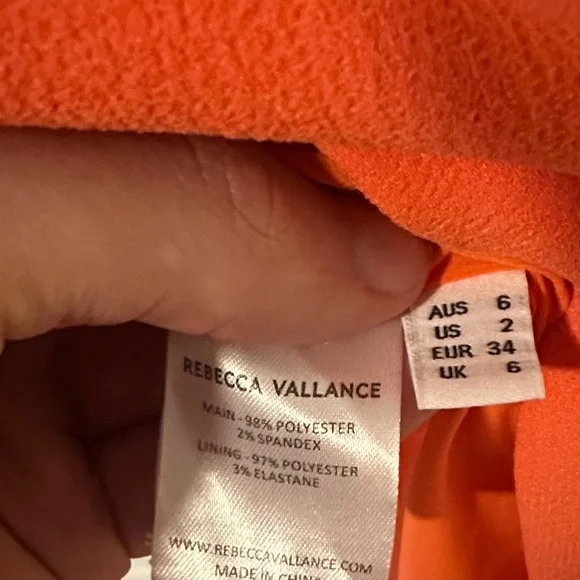 AUS 6
US 2
EUR 34
UK 6
REBECCA VALLANCE
MAIN - 98% POLYESTER
2% SPANDEX
LINING - 97% POLYESTER
3% ELASTANE
WWW.REBECCAVALLANCE.COM
MADE IN CHINA